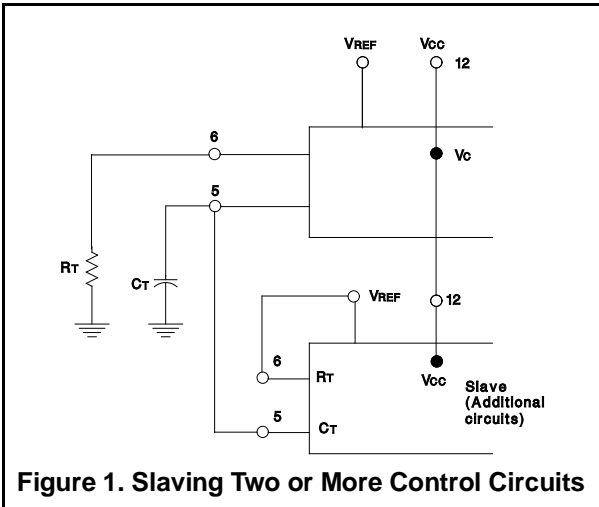 VREF
VCC
12
6
VC
5
RT
CT
VREF
12
6
RT
VCC
Slave
(Additional
circuits)
5
CT
Figure 1. Slaving Two or More Control Circuits